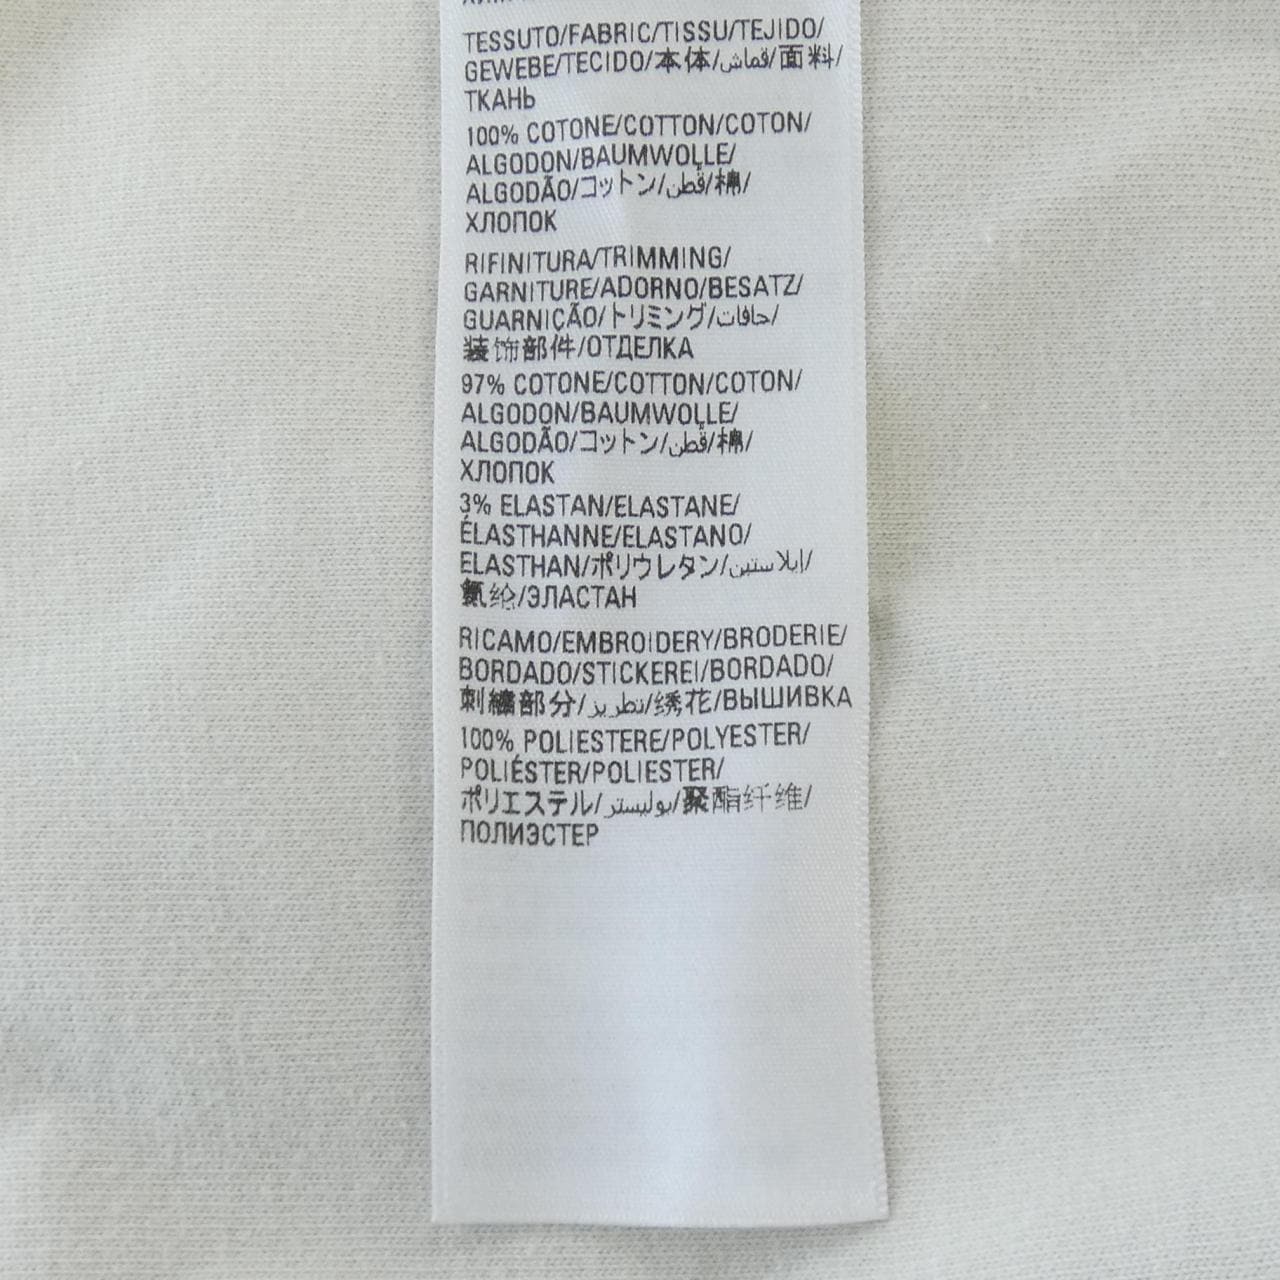 TESSUTO/FABRIC/TISSU/TEJIDO/
GEWEBE/TECIDO/本体/قماش/面料/
ТКАНЬ
100% COTONE/COTTON/COTON/
ALGODON/BAUMWOLLE/
ALGODÃO/コットン/قطن/棉/
ХЛОПОК
RIFINITURA/TRIMMING/
GARNITURE/ADORNO/BESATZ/
GUARNIÇÃO/トリミング/حافات/
装饰部件/ОТДЕЛКА
97% COTONE/COTTON/COTON/
ALGODON/BAUMWOLLE/
ALGODÃO/コットン/قطن/棉/
ХЛОПОК
3% ELASTAN/ELASTANE/
ÉLASTHANNE/ELASTANO/
ELASTHAN/ポリウレタン/إيلاستين/
氨纶/ЭЛАСТАН
RICAMO/EMBROIDERY/BRODERIE/
BORDADO/STICKEREI/BORDADO/
刺繍部分/تطريز/绣花/ВЫШИВКА
100% POLIESTERE/POLYESTER/
POLIÉSTER/POLIESTER/
ポリエステル/بوليستر/聚酯纤维/
ПОЛИЭСТЕР